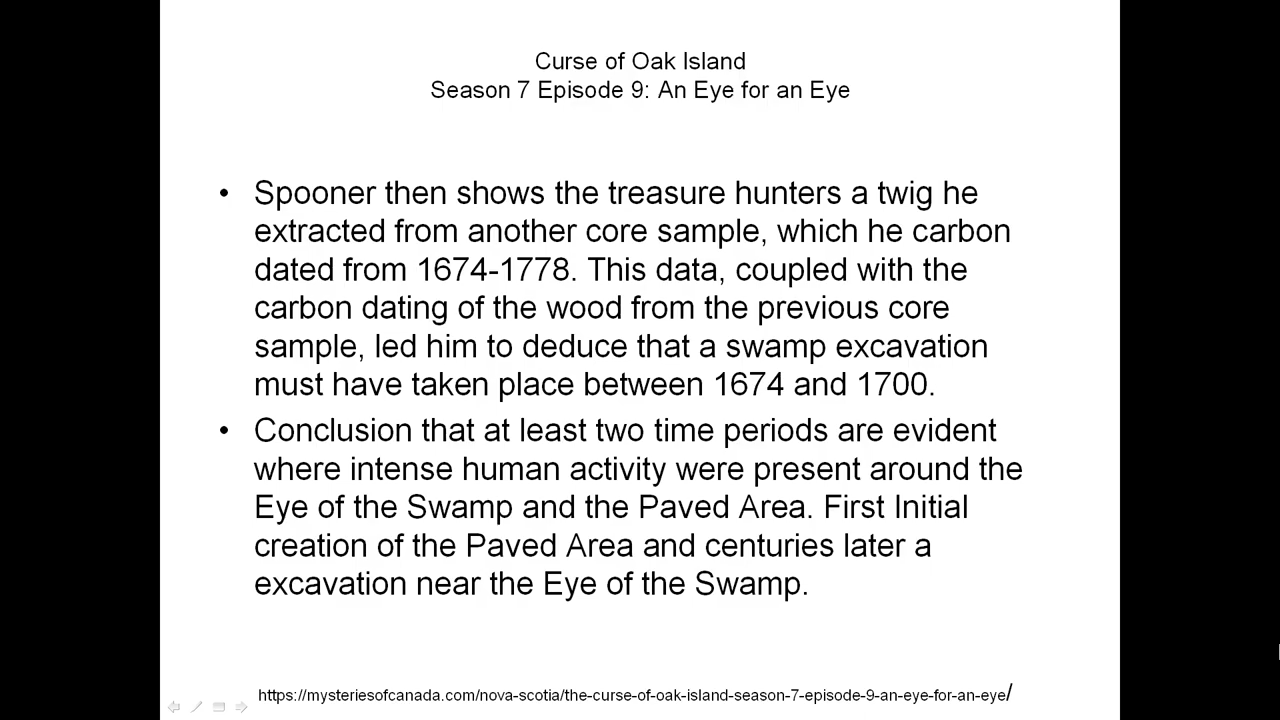 Curse of Oak Island
Season 7 Episode 9: An Eye for an Eye
• Spooner then shows the treasure hunters a twig he
extracted from another core sample, which he carbon
dated from 1674-1778. This data, coupled with the
carbon dating of the wood from the previous core
sample, led him to deduce that a swamp excavation
must have taken place between 1674 and 1700.
• Conclusion that at least two time periods are evident
where intense human activity were present around the
Eye of the Swamp and the Paved Area. First Initial
creation of the Paved Area and centuries later a
excavation near the Eye of the Swamp.
https://mysteriesofcanada.com/nova-scotia/the-curse-of-oak-island-season-7-episode-9-an-eye-for-an-eye/